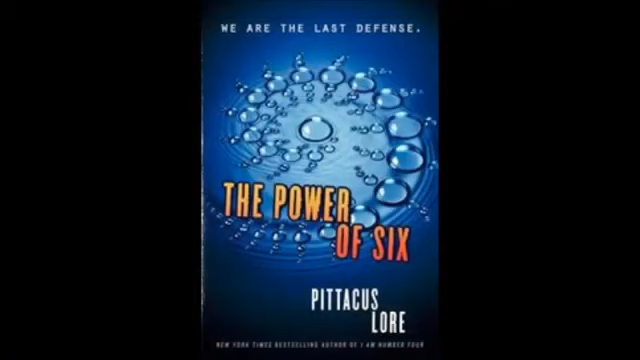 WE ARE THE LAST DEFENSE.
THE POWER
OF SIX
PITTACUS
LORE
NEW YORK TIMES BESTSELLING AUTHOR OF I AM NUMBER FOUR